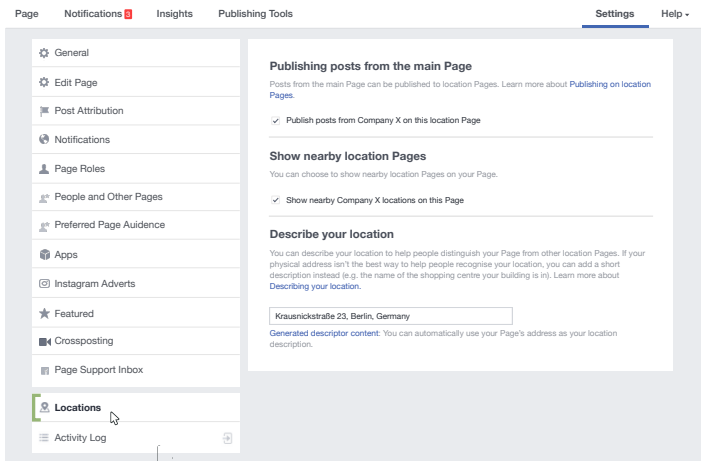 Page Notifications 3 Insights Publishing Tools Settings Help
General
Edit Page
Post Attribution
Notifications
Page Roles
People and Other Pages
Preferred Page Auidence
Apps
Instagram Adverts
Featured
Crossposting
Page Support Inbox
Locations
Activity Log
Publishing posts from the main Page
Posts from the main Page can be published to location Pages. Learn more about Publishing on location
Pages.
Publish posts from Company X on this location Page
Show nearby location Pages
You can choose to show nearby location Pages on your Page.
Show nearby Company X locations on this Page
Describe your location
You can describe your location to help people distinguish your Page from other location Pages. If your
physical address isn't the best way to help people recognise your location, you can add a short
description instead (e.g. the name of the shopping centre your building is in). Learn more about
Describing your location.
Krausnickstraße 23, Berlin, Germany
Generated descriptor content: You can automatically use your Page's address as your location
description.